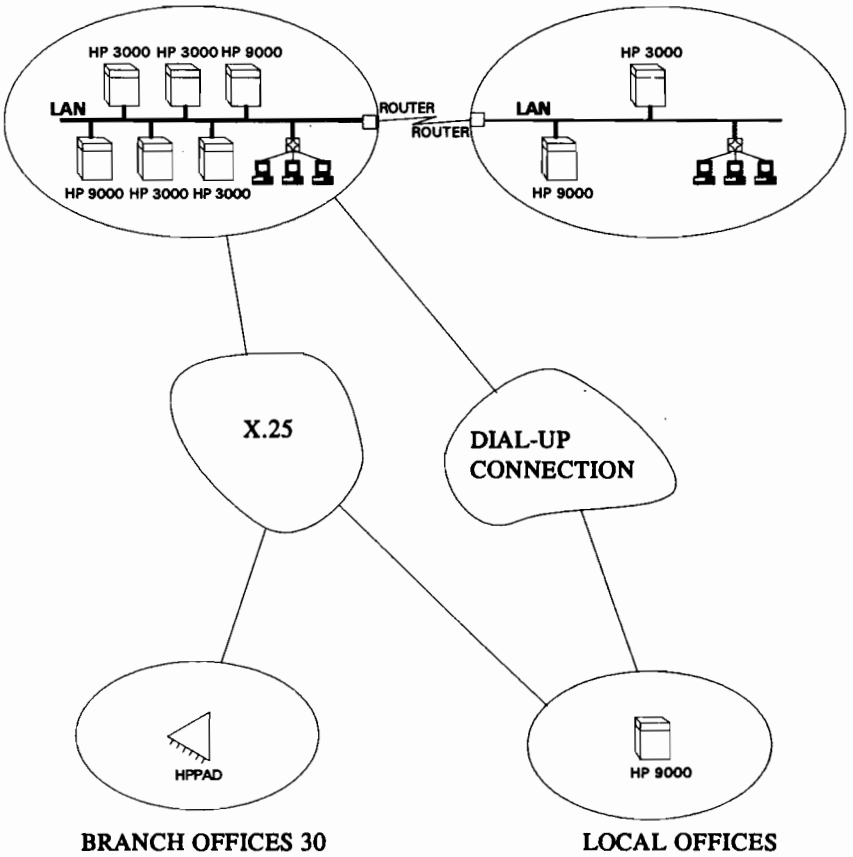 HP 3000 HP 3000 HP 9000
LAN
ROUTER
HP 9000 HP 3000 HP 3000
HP 3000
LAN
ROUTER
HP 9000
X.25
DIAL-UP
CONNECTION
HPPAD
BRANCH OFFICES 30
HP 9000
LOCAL OFFICES